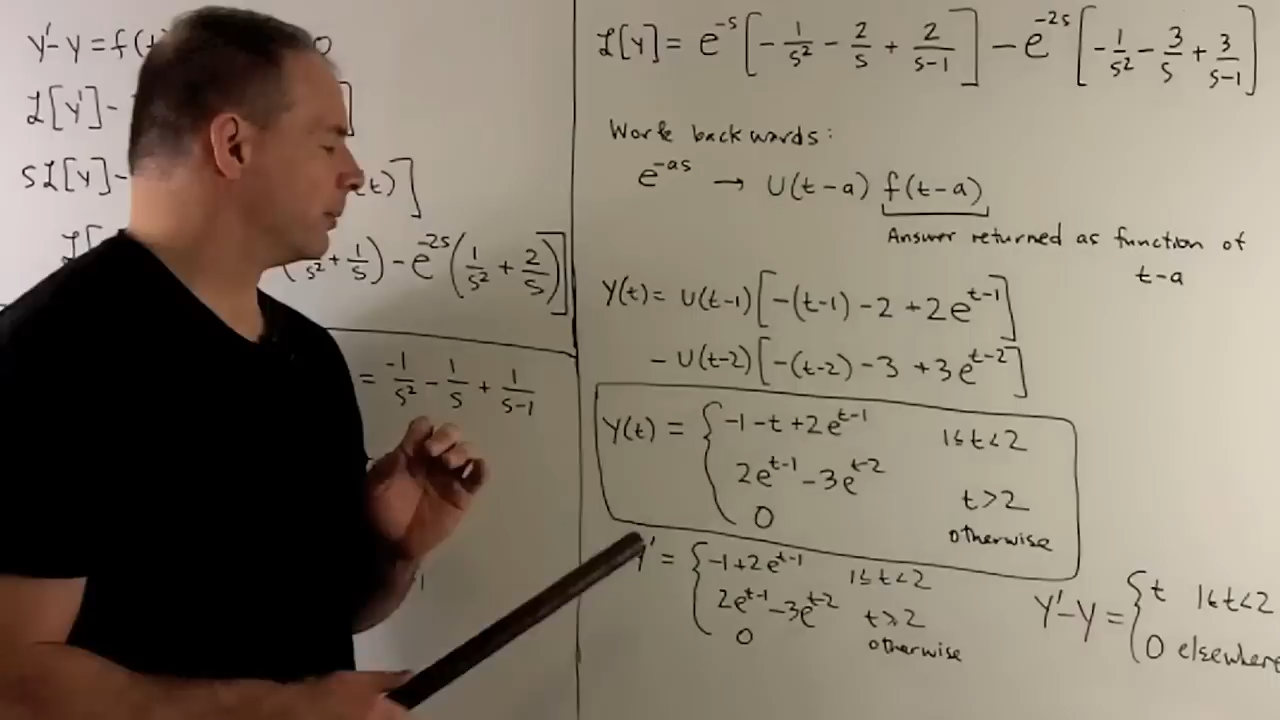 y' - y = f(t 0
ℒ[y'] - ]
sℒ[y] - t)]
ℒ[ (1/s² + 1/s) - e^{-2s}(1/s² + 2/s)]
= -1/s² - 1/s + 1/(s-1)
ℒ[y] = e^{-s}[-1/s² - 2/s + 2/(s-1)] - e^{-2s}[-1/s² - 3/s + 3/(s-1)]
Work backwards:
e^{-as} → U(t-a) f(t-a)
Answer returned as function of
t-a
y(t) = U(t-1)[-(t-1) - 2 + 2e^{t-1}]
- U(t-2)[-(t-2) - 3 + 3e^{t-2}]
y(t) = { -1 - t + 2e^{t-1} 1≤t<2
2e^{t-1} - 3e^{t-2} t>2
0 otherwise
y' = { -1 + 2e^{t-1} 1≤t<2
2e^{t-1} - 3e^{t-2} t>2
0 otherwise
y' - y = { t 1≤t<2
0 elsewhere